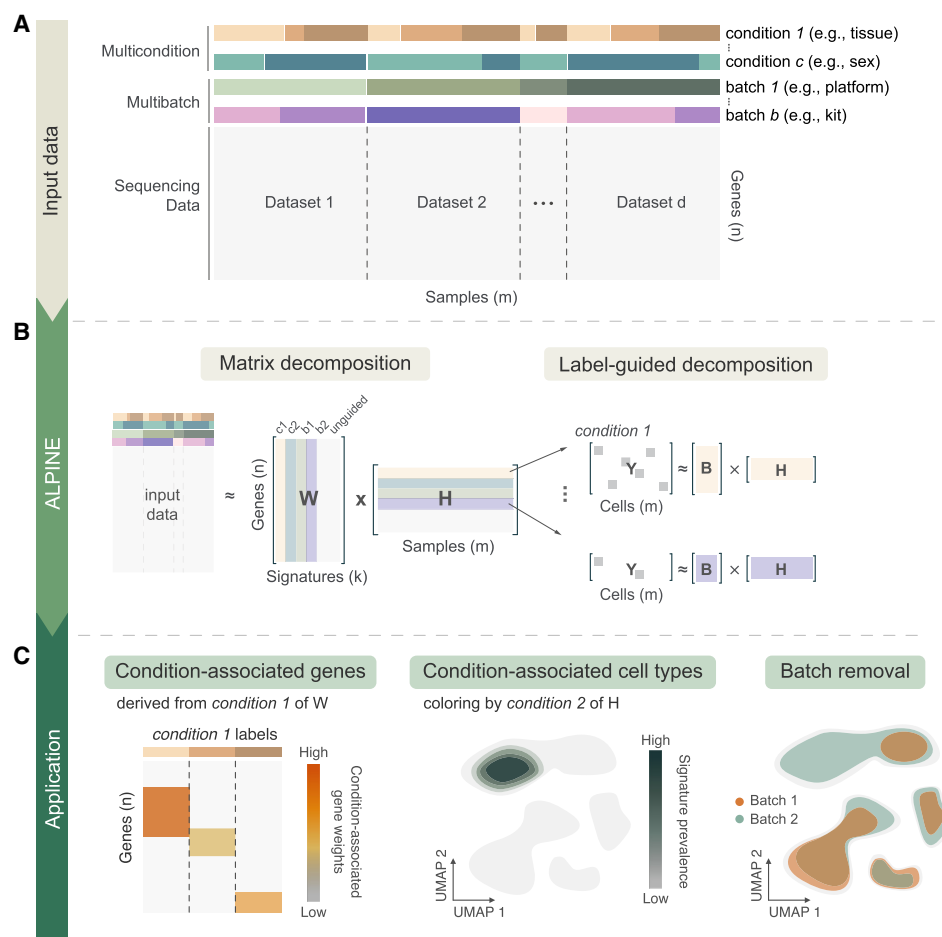 A
Input data
Multicondition
condition 1 (e.g., tissue)
condition c (e.g., sex)
Multibatch
batch 1 (e.g., platform)
batch b (e.g., kit)
Sequencing
Data
Dataset 1
Dataset 2
...
Dataset d
Genes (n)
Samples (m)
B
ALPINE
Matrix decomposition
Label-guided decomposition
input
data
≈
Genes (n)
c1
c2
b1
b2
unguided
W
Signatures (k)
x
H
Samples (m)
condition 1
Y ≈ B × H
Cells (m)
Y ≈ B × H
Cells (m)
C
Application
Condition-associated genes
derived from condition 1 of W
condition 1 labels
Genes (n)
High
Low
Condition-associated
gene weights
Condition-associated cell types
coloring by condition 2 of H
High
Low
Signature prevalence
UMAP 2
UMAP 1
Batch removal
Batch 1
Batch 2
UMAP 2
UMAP 1